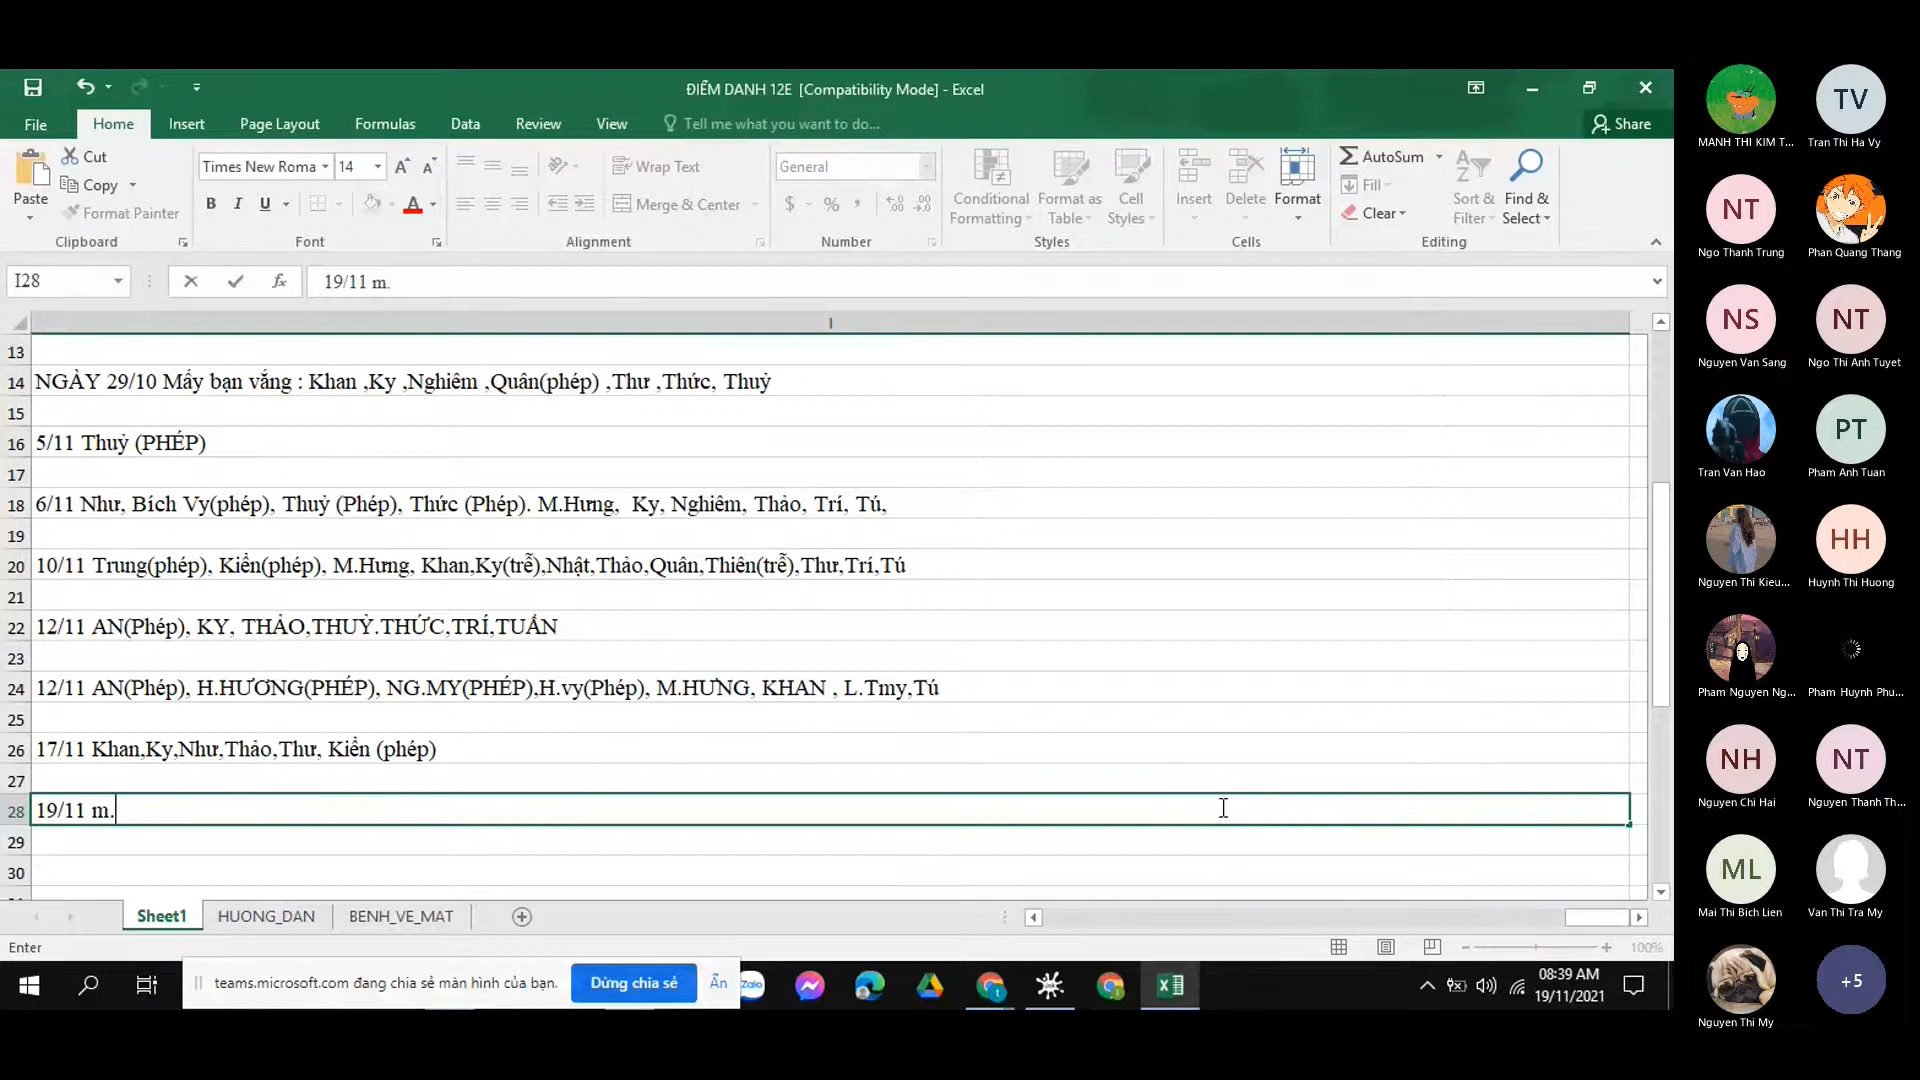 ĐIỂM DANH 12E [Compatibility Mode] - Excel
File Home Insert Page Layout Formulas Data Review View Tell me what you want to do... Share
Paste
Cut
Copy
Format Painter
Clipboard
Times New Roma 14
B I U
Font
Wrap Text
Merge & Center
Alignment
General
$ %
Number
Conditional Formatting
Format as Table
Cell Styles
Styles
Insert
Delete
Format
Cells
AutoSum
Fill
Clear
Sort & Filter
Find & Select
Editing
I28
fx
19/11 m.
I
13
14 NGÀY 29/10 Mấy bạn vắng : Khan ,Ky ,Nghiêm ,Quân(phép) ,Thư ,Thức, Thuỷ
15
16 5/11 Thuỷ (PHÉP)
17
18 6/11 Như, Bích Vy(phép), Thuỷ (Phép), Thức (Phép). M.Hưng, Ky, Nghiêm, Thảo, Trí, Tú,
19
20 10/11 Trung(phép), Kiển(phép), M.Hưng, Khan,Ky(trễ),Nhật,Thảo,Quân,Thiên(trễ),Thư,Trí,Tú
21
22 12/11 AN(Phép), KY, THẢO,THUỶ.THỨC,TRÍ,TUẤN
23
24 12/11 AN(Phép), H.HƯƠNG(PHÉP), NG.MY(PHÉP),H.vy(Phép), M.HƯNG, KHAN , L.Tmy,Tú
25
26 17/11 Khan,Ky,Như,Thảo,Thư, Kiển (phép)
27
28 19/11 m.
29
30
Sheet1 HUONG_DAN BENH_VE_MAT
Enter
100%
teams.microsoft.com đang chia sẻ màn hình của bạn. Dừng chia sẻ Ẩn
Zalo
08:39 AM
19/11/2021
MANH THI KIM T...
TV
Tran Thi Ha Vy
NT
Ngo Thanh Trung
Phan Quang Thang
NS
Nguyen Van Sang
NT
Ngo Thi Anh Tuyet
Tran Van Hao
PT
Pham Anh Tuan
Nguyen Thi Kieu...
HH
Huynh Thi Huong
Pham Nguyen Ng...
Pham Huynh Phu...
NH
Nguyen Chi Hai
NT
Nguyen Thanh Th...
ML
Mai Thi Bich Lien
Van Thi Tra My
Nguyen Thi My
+5